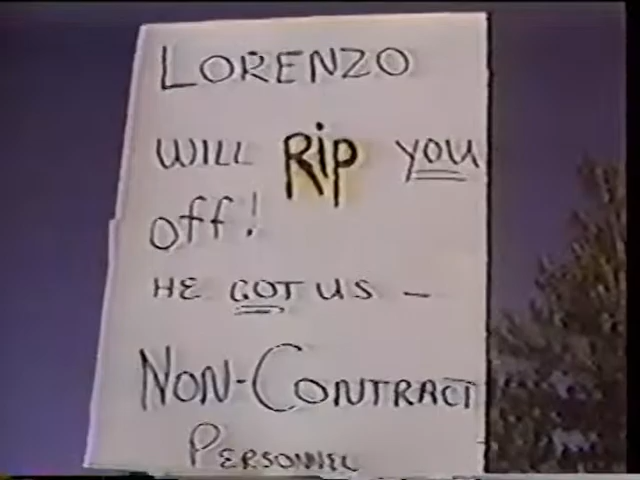 LORENZO
WILL RiP YOU
off!
HE GOT US –
NON-CONTRACT
PERSONNEL